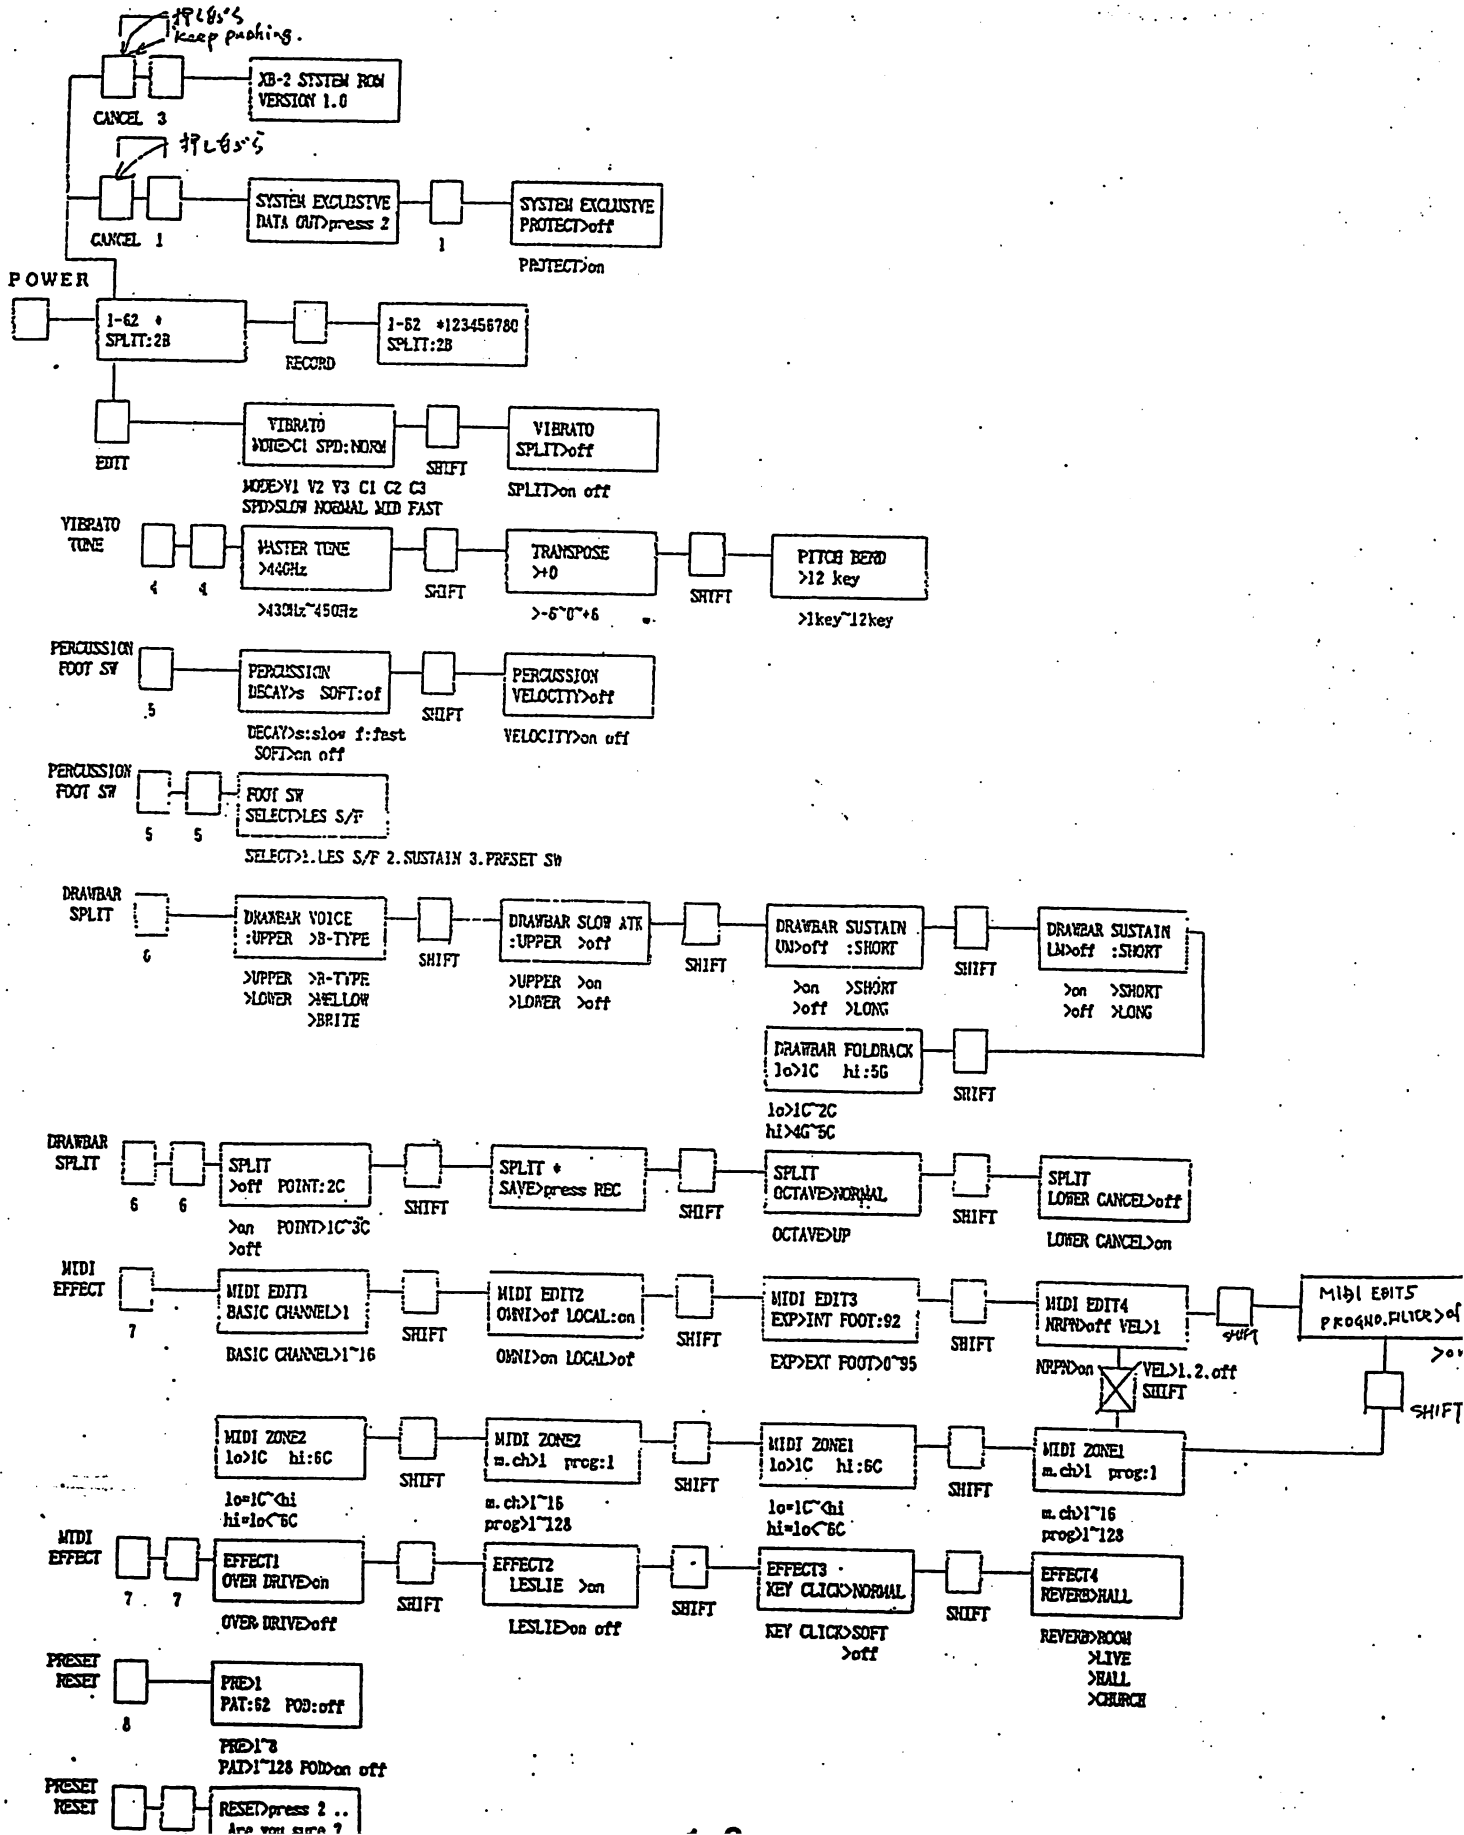 押しながら
keep pushing.
XB-2 SYSTEM ROM
VERSION 1.0
CANCEL 3
押しながら
SYSTEM EXCLUSIVE
DATA OUT>press 2
SYSTEM EXCLUSIVE
PROTECT>off
CANCEL 1
1
PROTECT>on
POWER
1-62 *
SPLIT:2B
1-62 *123456780
SPLIT:2B
RECORD
VIBRATO
MODE>C1 SPD:NORM
VIBRATO
SPLIT>off
EDIT
SHIFT
MODE>V1 V2 V3 C1 C2 C3
SPD>SLOW NORMAL MID FAST
SPLIT>on off
VIBRATO
TUNE
MASTER TUNE
>440Hz
TRANSPOSE
>+0
PITCH BEND
>12 key
4 4
SHIFT
SHIFT
>430Hz~450Hz
>-6~0~+6
>1key~12key
PERCUSSION
FOOT SW
PERCUSSION
DECAY>s SOFT:of
PERCUSSION
VELOCITY>off
5
SHIFT
DECAY>s:slow f:fast
SOFT>on off
VELOCITY>on off
PERCUSSION
FOOT SW
FOOT SW
SELECT>LES S/F
5 5
SELECT>1.LES S/F 2.SUSTAIN 3.PRESET SW
DRAWBAR
SPLIT
DRAWBAR VOICE
:UPPER >B-TYPE
DRAWBAR SLOW ATK
:UPPER >off
DRAWBAR SUSTAIN
UN>off :SHORT
DRAWBAR SUSTAIN
LN>off :SHORT
6
SHIFT
SHIFT
SHIFT
>UPPER >B-TYPE
>LOWER >MELLOW
>BRITE
>UPPER >on
>LOWER >off
>on >SHORT
>off >LONG
>on >SHORT
>off >LONG
DRAWBAR FOLDBACK
lo>1C hi:5G
SHIFT
lo>1C~2C
hi>4G~5C
DRAWBAR
SPLIT
SPLIT
>off POINT:2C
SPLIT *
SAVE>press REC
SPLIT
OCTAVE>NORMAL
SPLIT
LOWER CANCEL>off
6 6
SHIFT
SHIFT
SHIFT
>on POINT>1C~3C
>off
OCTAVE>UP
LOWER CANCEL>on
MIDI
EFFECT
MIDI EDIT1
BASIC CHANNEL>1
MIDI EDIT2
OMNI>of LOCAL:on
MIDI EDIT3
EXP>INT FOOT:92
MIDI EDIT4
NRPN>off VEL>1
MIDI EDIT5
PROGNO.FILTER>of
7
SHIFT
SHIFT
SHIFT
SHIFT
BASIC CHANNEL>1~16
OMNI>on LOCAL>of
EXP>EXT FOOT>0~95
NRPN>on
VEL>1.2.off
SHIFT
>on
SHIFT
MIDI ZONE2
lo>1C hi:6C
MIDI ZONE2
m.ch>1 prog:1
MIDI ZONE1
lo>1C hi:6C
MIDI ZONE1
m.ch>1 prog:1
SHIFT
SHIFT
SHIFT
lo=1C~<hi
hi=lo<~6C
m.ch>1~16
prog>1~128
lo=1C~<hi
hi=lo<~6C
m.ch>1~16
prog>1~128
MIDI
EFFECT
EFFECT1
OVER DRIVE>on
EFFECT2
LESLIE >on
EFFECT3
KEY CLICK>NORMAL
EFFECT4
REVERB>HALL
7 7
SHIFT
SHIFT
SHIFT
OVER DRIVE>off
LESLIE>on off
KEY CLICK>SOFT
>off
REVERB>ROOM
>LIVE
>HALL
>CHURCH
PRESET
RESET
PRE>1
PAT:62 POD:off
8
PRE>1~8
PAT>1~128 POD>on off
PRESET
RESET
RESET>press 2 ..
Are you sure ?